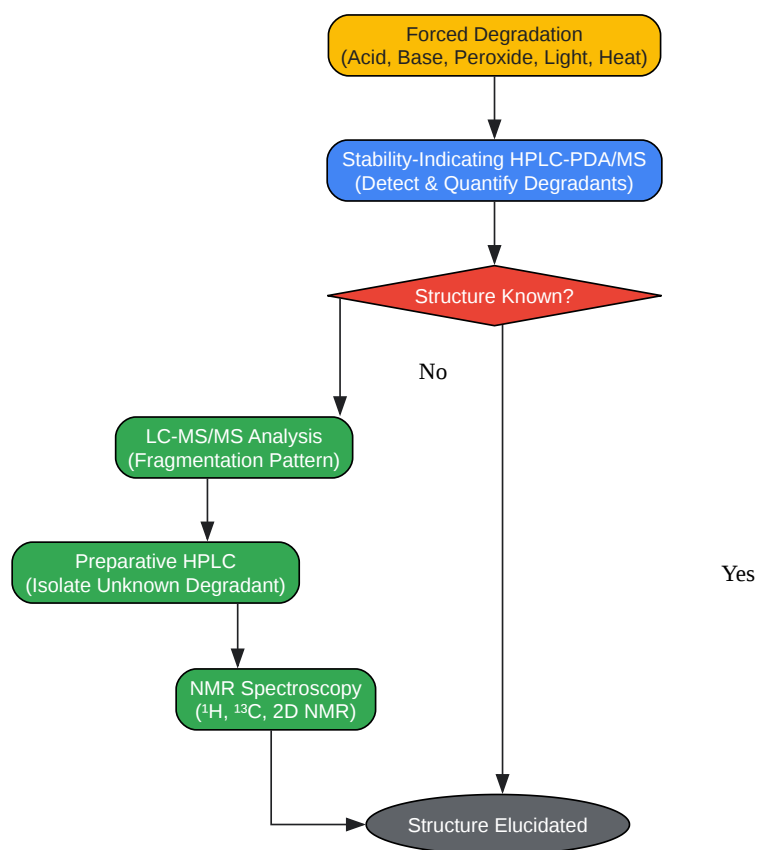 Forced Degradation
(Acid, Base, Peroxide, Light, Heat)
Stability-Indicating HPLC-PDA/MS
(Detect & Quantify Degradants)
Structure Known?
No
LC-MS/MS Analysis
(Fragmentation Pattern)
Preparative HPLC
(Isolate Unknown Degradant)
Yes
NMR Spectroscopy
(¹H, ¹³C, 2D NMR)
Structure Elucidated